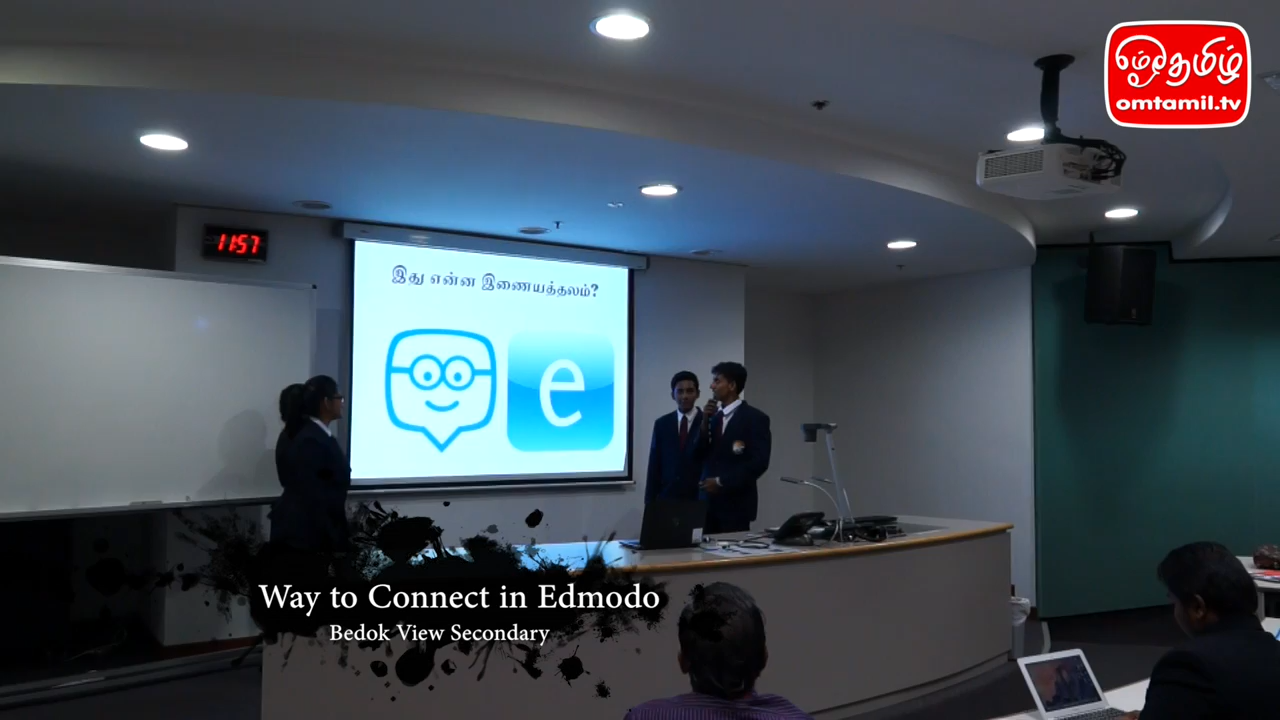 ஓம்தமிழ்
omtamil.tv
11:57
இது என்ன இணையத்தலம்?
e
Way to Connect in Edmodo
Bedok View Secondary